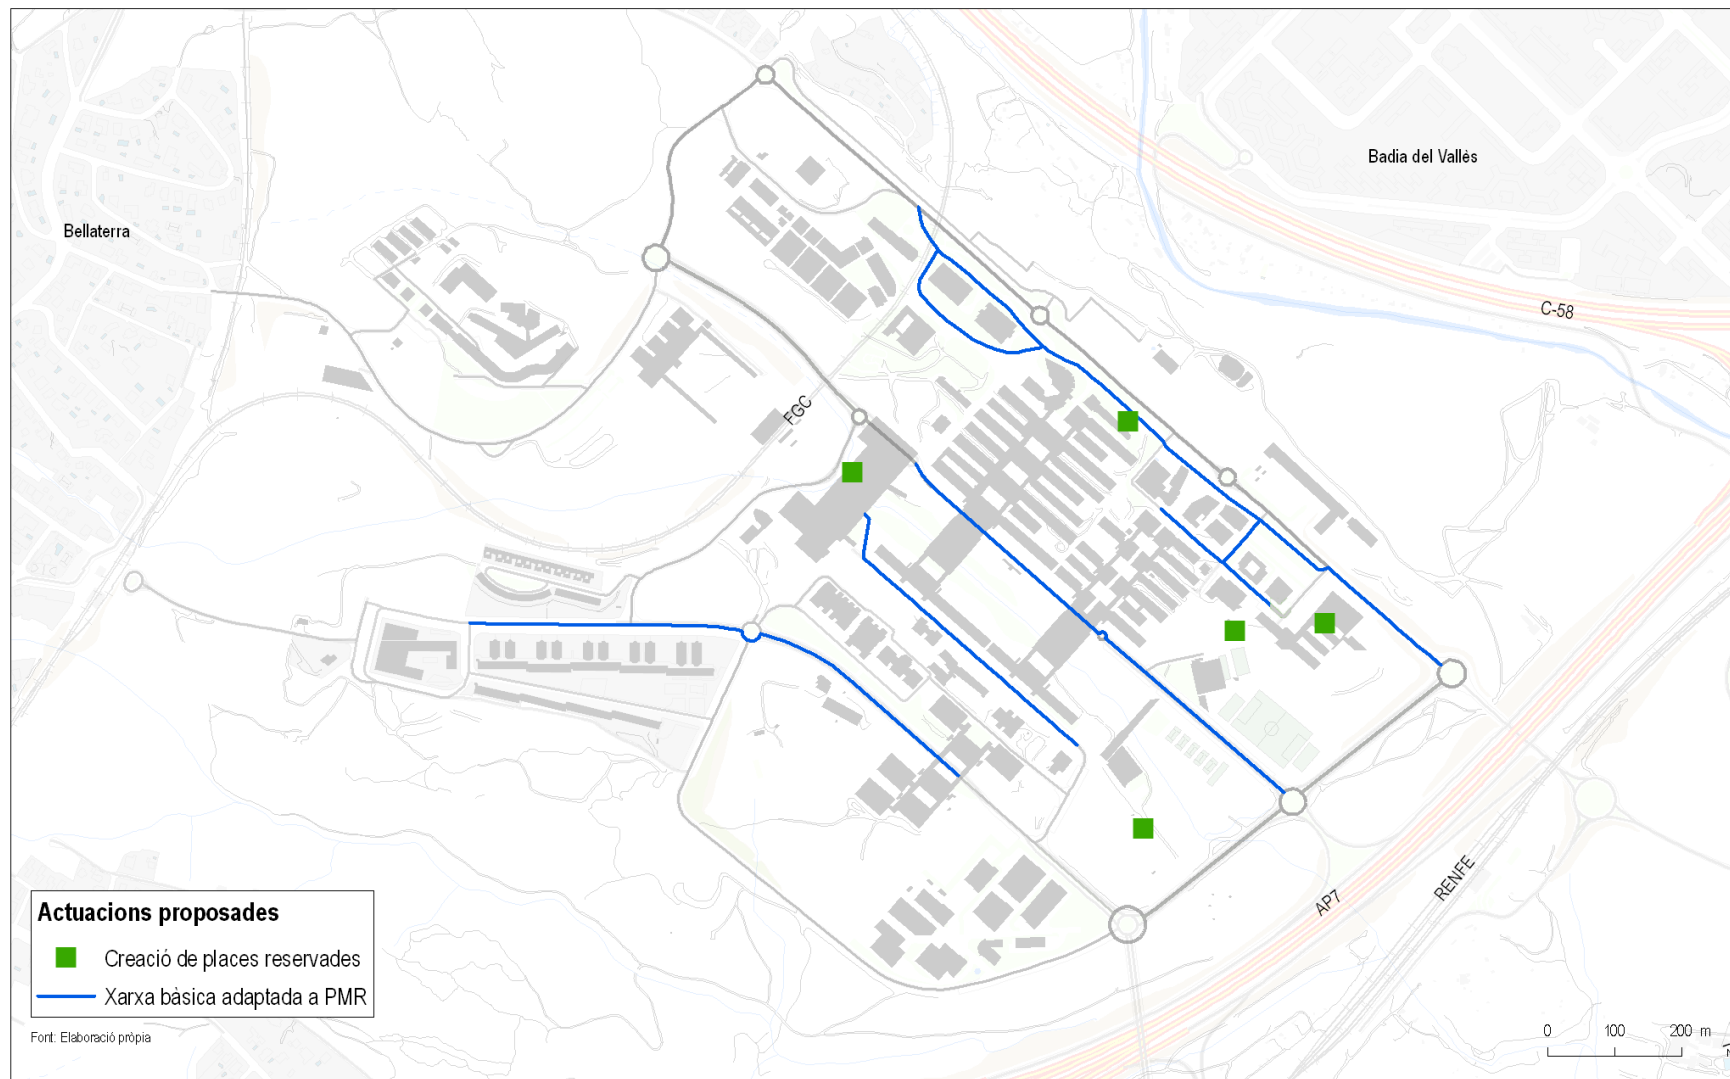 Badia del Vallès
Bellaterra
C-58
FGC
RENFE
AP7
Actuacions proposades
Creació de places reservades
Xarxa bàsica adaptada a PMR
Font: Elaboració pròpia
0 100 200 m